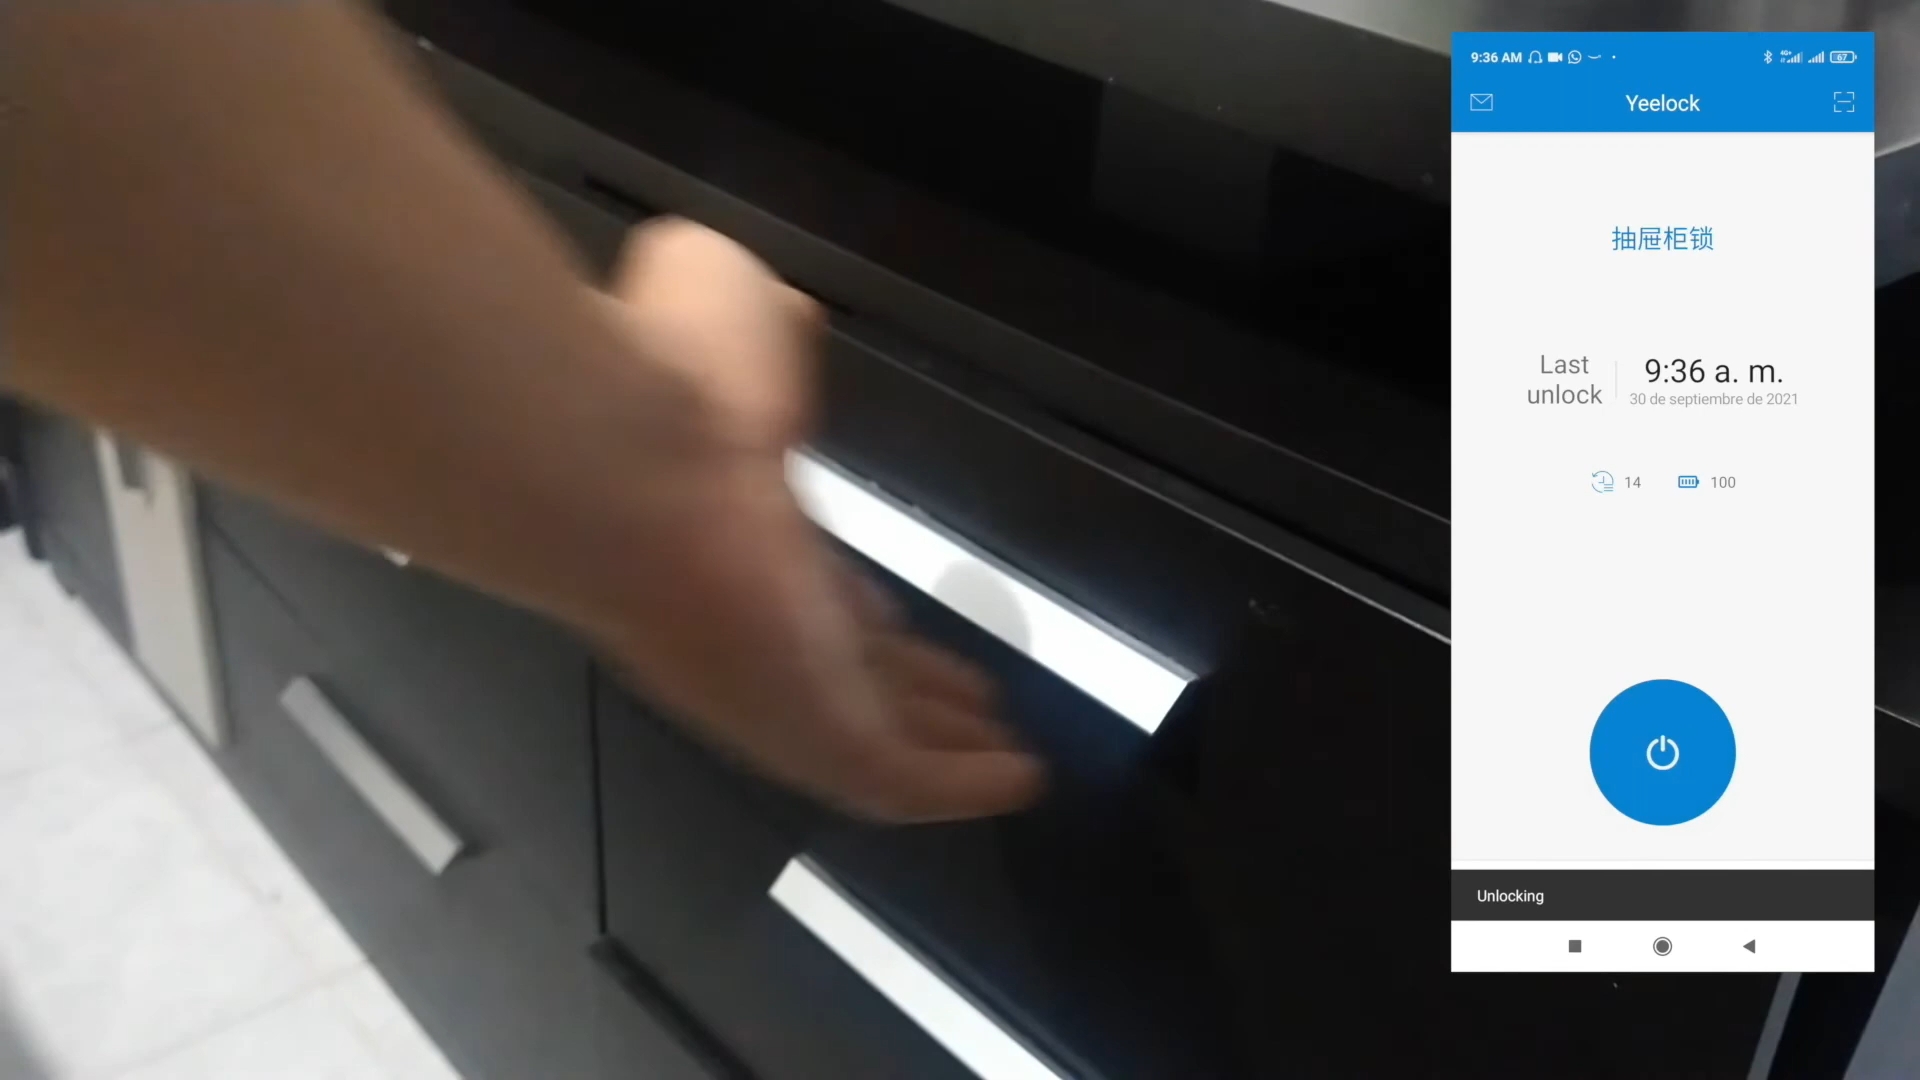 9:36 AM
67
Yeelock
抽屉柜锁
Last
unlock
9:36 a. m.
30 de septiembre de 2021
14
100
Unlocking